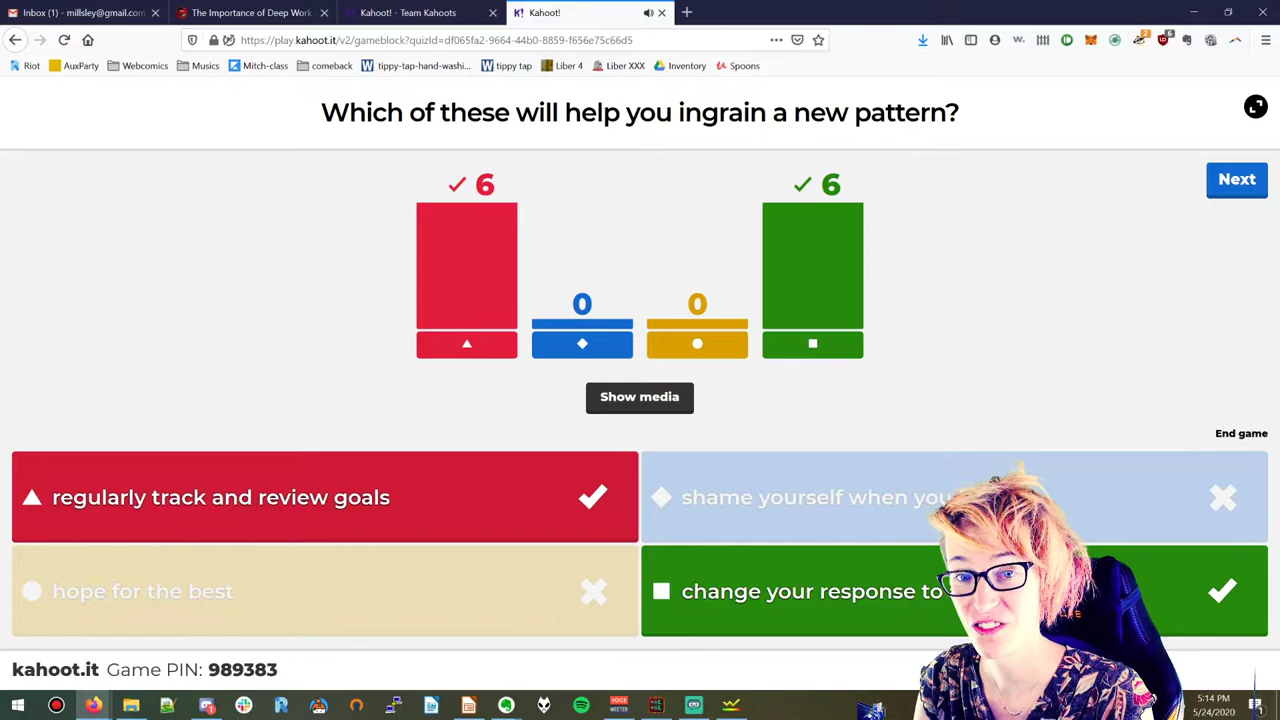 Inbox (1) - millsley@gmail.com
The Importance of Deep Work
Kahoot! - Team Kahoots
Kahoot!
https://play.kahoot.it/v2/gameblock?quizId=df065fa2-9664-44b0-8859-f656e75c66d5
Riot
AuxParty
Webcomics
Musics
Mitch-class
comeback
tippy-tap-hand-washi...
tippy tap
Liber 4
Liber XXX
Inventory
Spoons
Which of these will help you ingrain a new pattern?
Next
6
0
0
6
Show media
End game
regularly track and review goals
shame yourself when you
hope for the best
change your response to
kahoot.it Game PIN: 989383
5:14 PM
5/24/2020